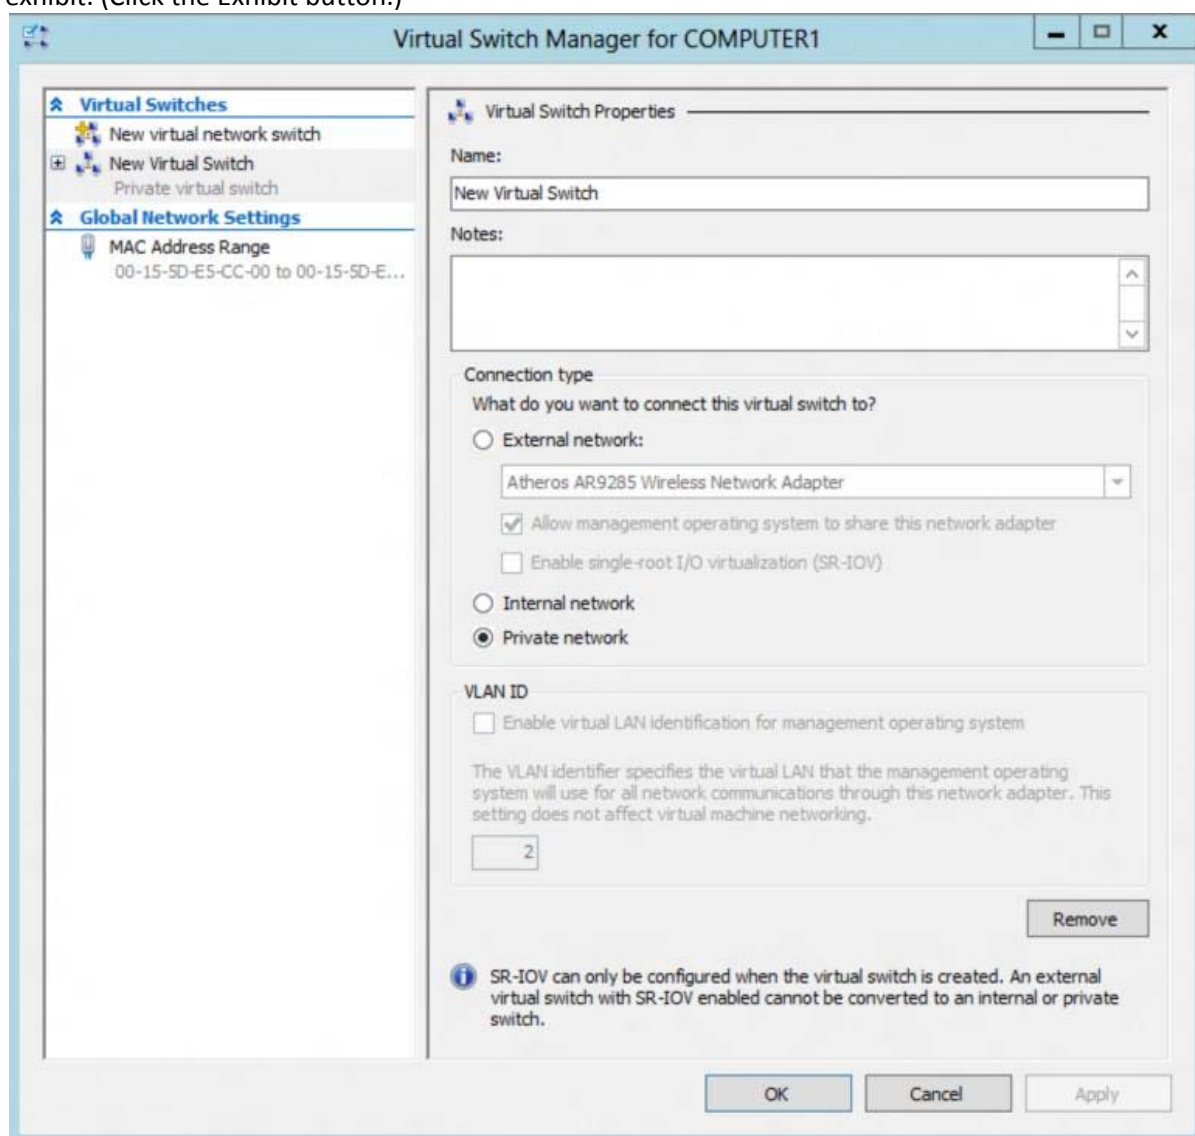 exhibit. (Click the Exhibit button.)
Virtual Switch Manager for COMPUTER1
Virtual Switches
New virtual network switch
New Virtual Switch
Private virtual switch
Global Network Settings
MAC Address Range
00-15-5D-E5-CC-00 to 00-15-5D-E...
Virtual Switch Properties
Name:
New Virtual Switch
Notes:
Connection type
What do you want to connect this virtual switch to?
External network:
Atheros AR9285 Wireless Network Adapter
Allow management operating system to share this network adapter
Enable single-root I/O virtualization (SR-IOV)
Internal network
Private network
VLAN ID
Enable virtual LAN identification for management operating system
The VLAN identifier specifies the virtual LAN that the management operating
system will use for all network communications through this network adapter. This
setting does not affect virtual machine networking.
2
Remove
SR-IOV can only be configured when the virtual switch is created. An external
virtual switch with SR-IOV enabled cannot be converted to an internal or private
switch.
OK
Cancel
Apply